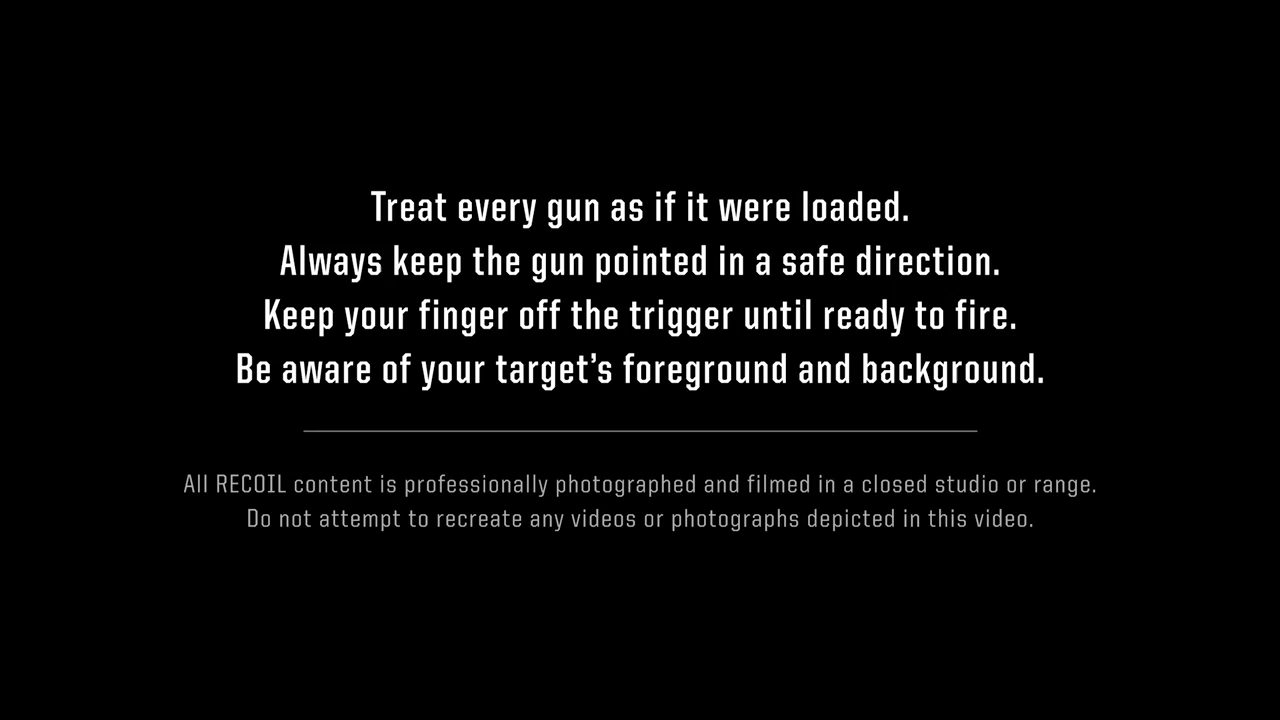 Treat every gun as if it were loaded.
Always keep the gun pointed in a safe direction.
Keep your finger off the trigger until ready to fire.
Be aware of your target’s foreground and background.
All RECOIL content is professionally photographed and filmed in a closed studio or range.
Do not attempt to recreate any videos or photographs depicted in this video.